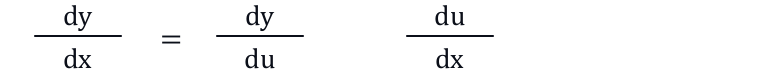 dy/dx = dy/du du/dx